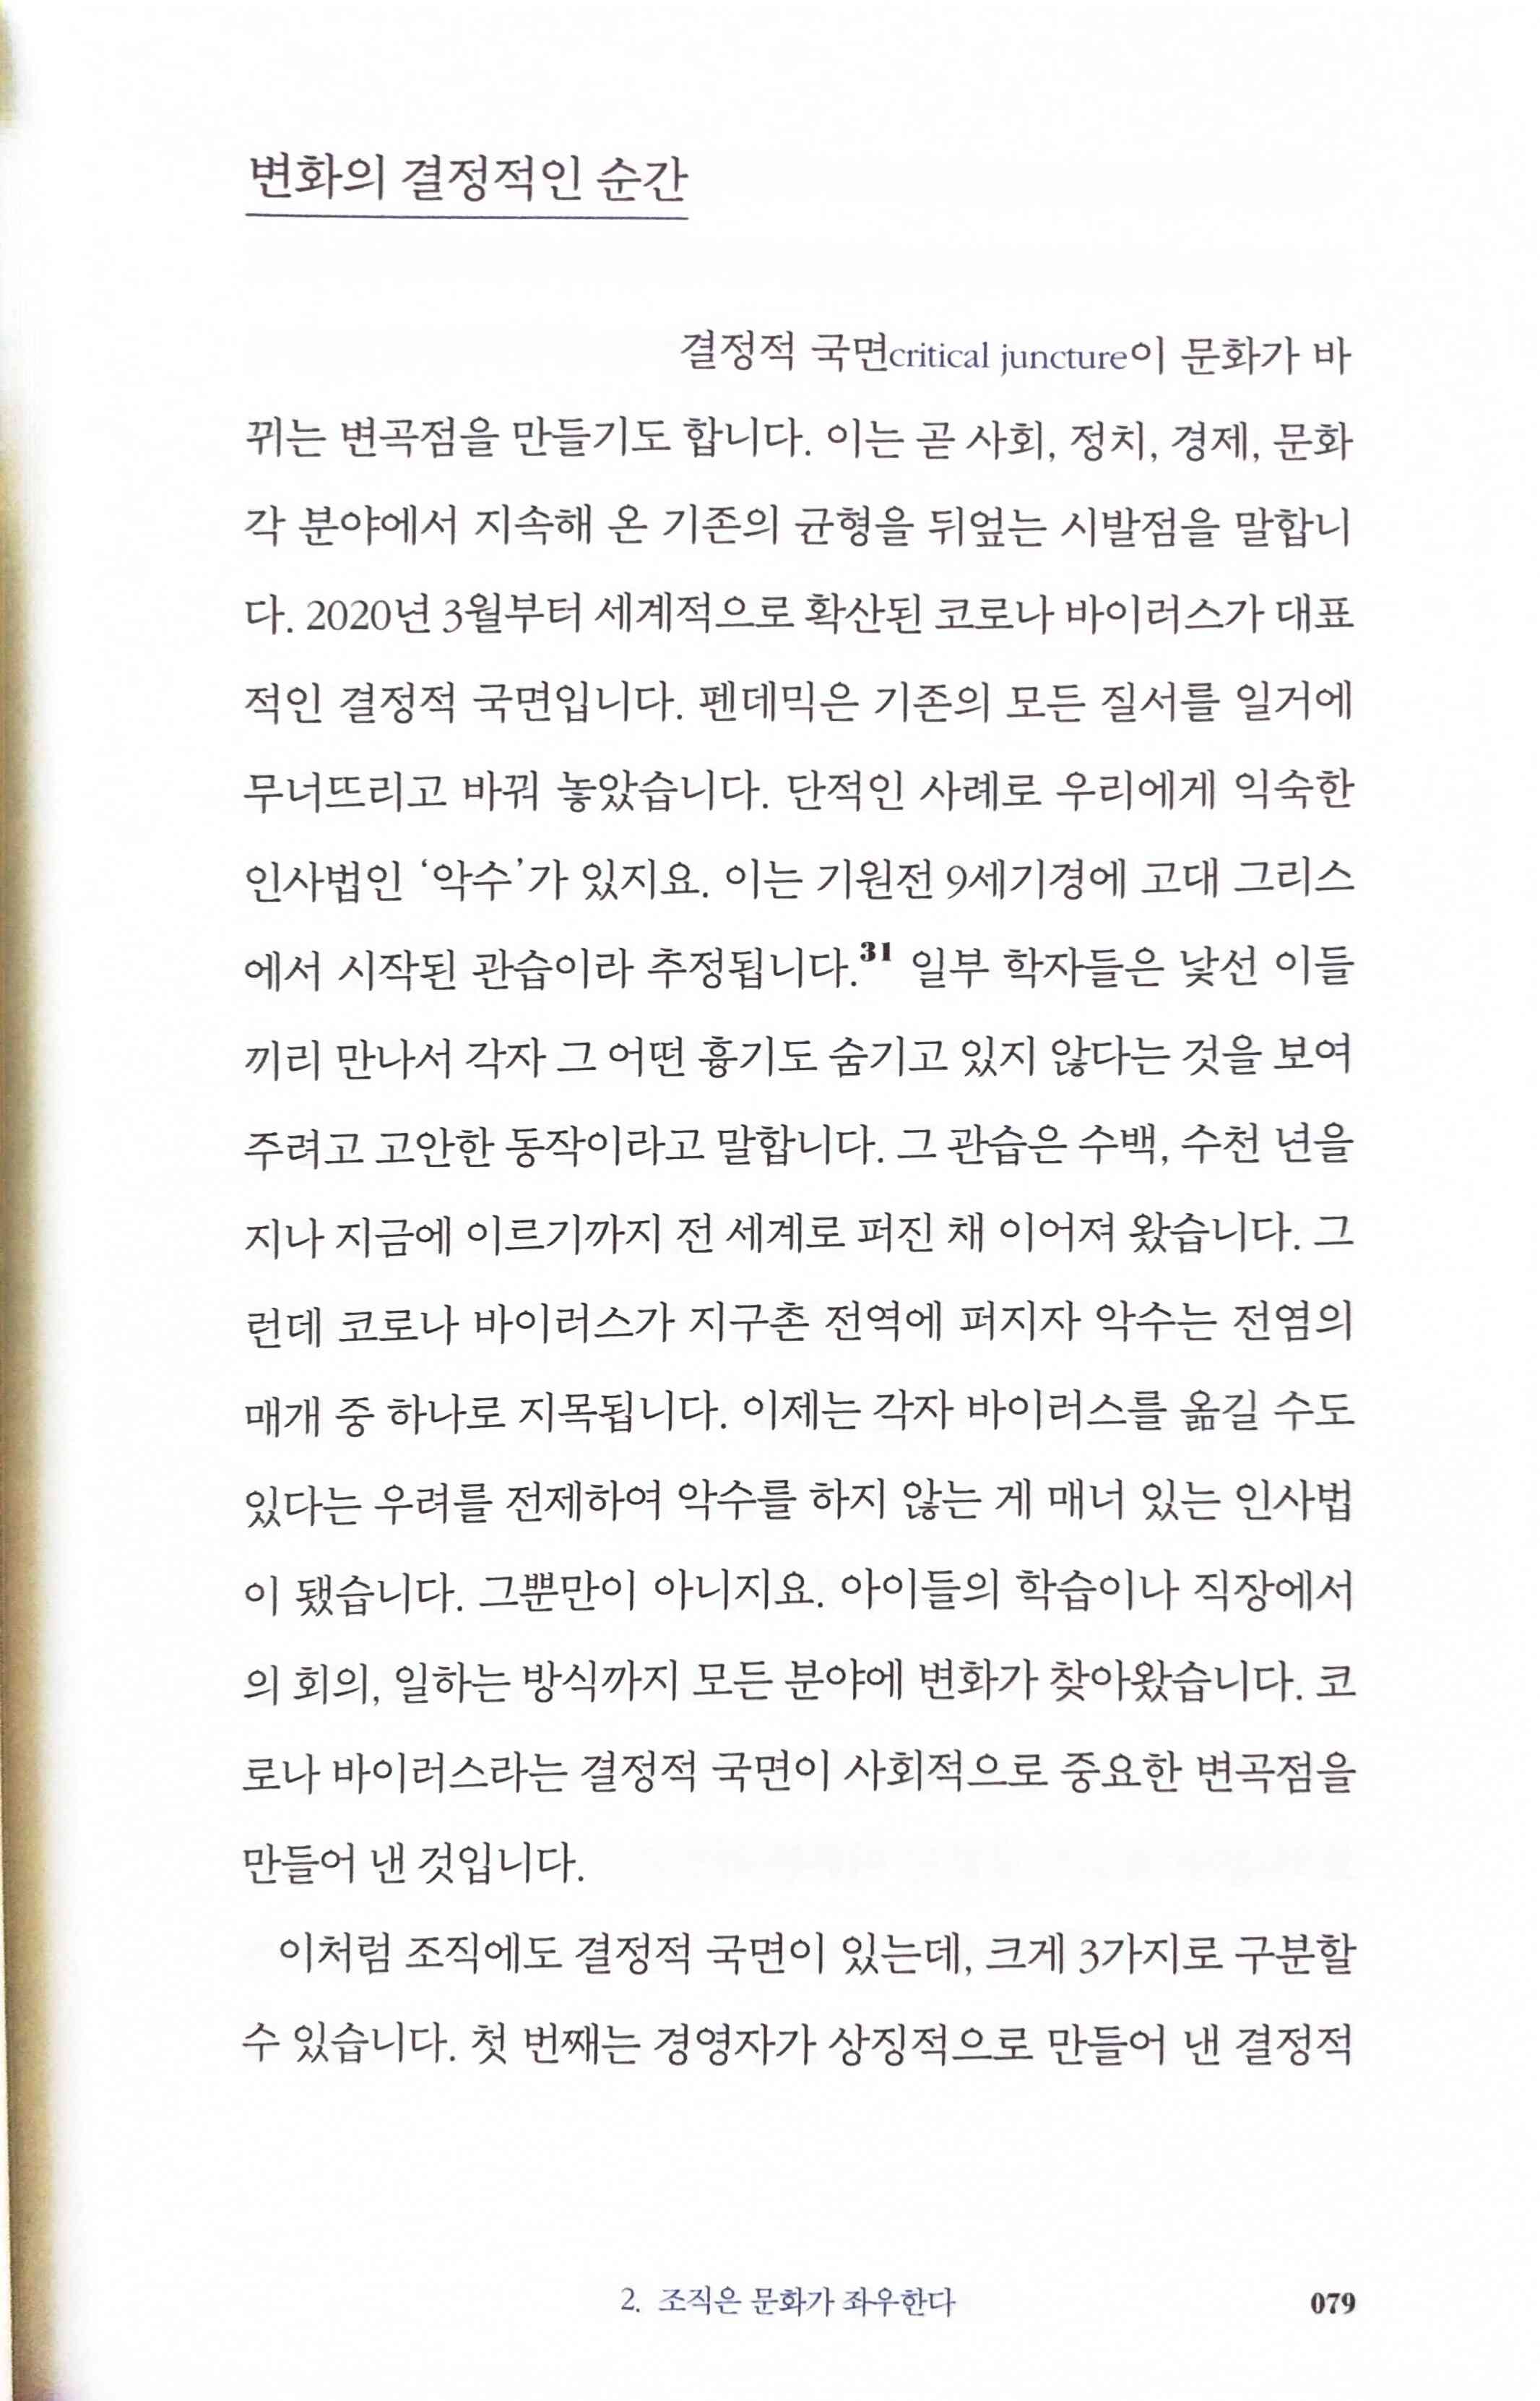 변화의 결정적인 순간
결정적 국면critical juncture이 문화가 바
뀌는 변곡점을 만들기도 합니다. 이는 곧 사회, 정치, 경제, 문화
각 분야에서 지속해 온 기존의 균형을 뒤엎는 시발점을 말합니
다. 2020년 3월부터 세계적으로 확산된 코로나 바이러스가 대표
적인 결정적 국면입니다. 펜데믹은 기존의 모든 질서를 일거에
무너뜨리고 바꿔 놓았습니다. 단적인 사례로 우리에게 익숙한
인사법인 ‘악수’가 있지요. 이는 기원전 9세기경에 고대 그리스
에서 시작된 관습이라 추정됩니다.31 일부 학자들은 낯선 이들
끼리 만나서 각자 그 어떤 흉기도 숨기고 있지 않다는 것을 보여
주려고 고안한 동작이라고 말합니다. 그 관습은 수백, 수천 년을
지나 지금에 이르기까지 전 세계로 퍼진 채 이어져 왔습니다. 그
런데 코로나 바이러스가 지구촌 전역에 퍼지자 악수는 전염의
매개 중 하나로 지목됩니다. 이제는 각자 바이러스를 옮길 수도
있다는 우려를 전제하여 악수를 하지 않는 게 매너 있는 인사법
이 됐습니다. 그뿐만이 아니지요. 아이들의 학습이나 직장에서
의 회의, 일하는 방식까지 모든 분야에 변화가 찾아왔습니다. 코
로나 바이러스라는 결정적 국면이 사회적으로 중요한 변곡점을
만들어 낸 것입니다.
이처럼 조직에도 결정적 국면이 있는데, 크게 3가지로 구분할
수 있습니다. 첫 번째는 경영자가 상징적으로 만들어 낸 결정적
2. 조직은 문화가 좌우한다 079